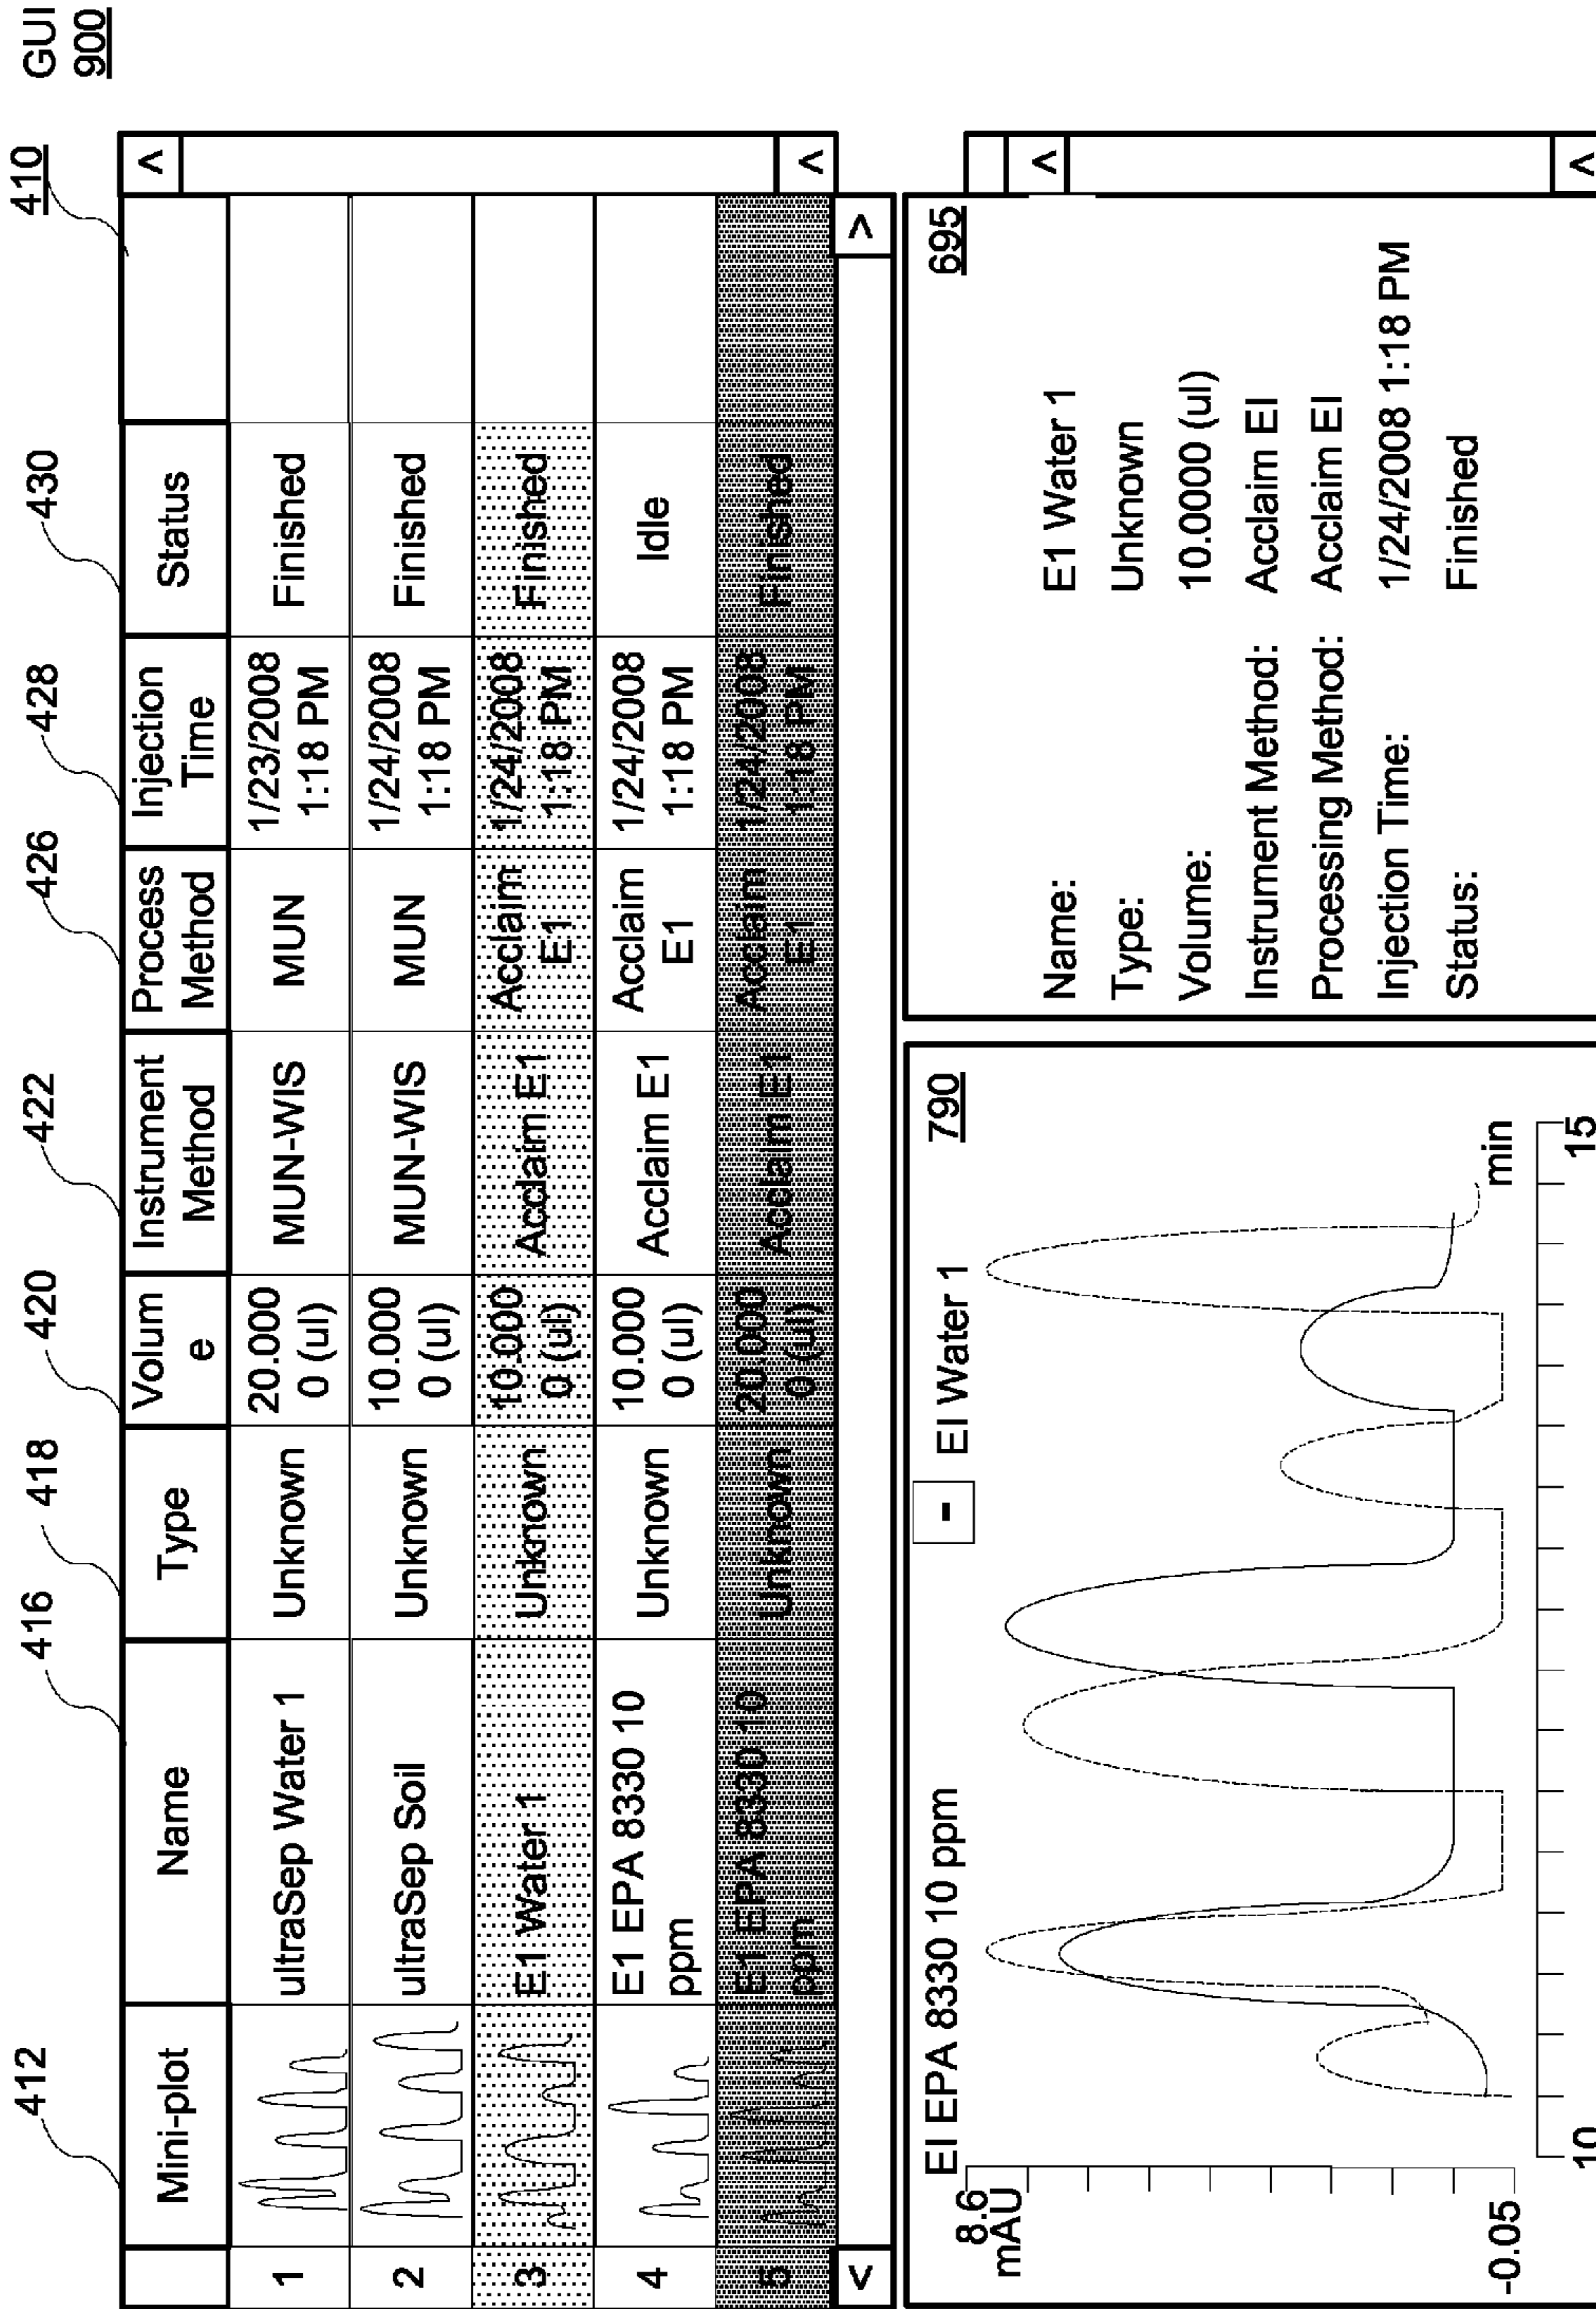 GUI
900
410
412
416
418
420
422
426
428
430
Mini-plot
Name
Type
Volum
e
Instrument
Method
Process
Method
Injection
Time
Status
1
ultraSep Water 1
Unknown
20.000
0 (ul)
MUN-WIS
MUN
1/23/2008
1:18 PM
Finished
2
ultraSep Soil
Unknown
10.000
0 (ul)
MUN-WIS
MUN
1/24/2008
1:18 PM
Finished
3
E1 Water 1
Unknown
10.000
0 (ul)
Acclaim E1
Acclaim
E1
1/24/2008
1:18 PM
Finished
4
E1 EPA 8330 10
ppm
Unknown
10.000
0 (ul)
Acclaim E1
Acclaim
E1
1/24/2008
1:18 PM
Idle
5
E1 EPA 8330 10
ppm
Unknown
20.000
0 (ul)
Acclaim E1
Acclaim
E1
1/24/2008
1:18 PM
Finished
EI EPA 8330 10 ppm
- EI Water 1
790
8.6
mAU
-0.05
min
10
15
695
Name: E1 Water 1
Type: Unknown
Volume: 10.0000 (ul)
Instrument Method: Acclaim EI
Processing Method: Acclaim EI
Injection Time: 1/24/2008 1:18 PM
Status: Finished